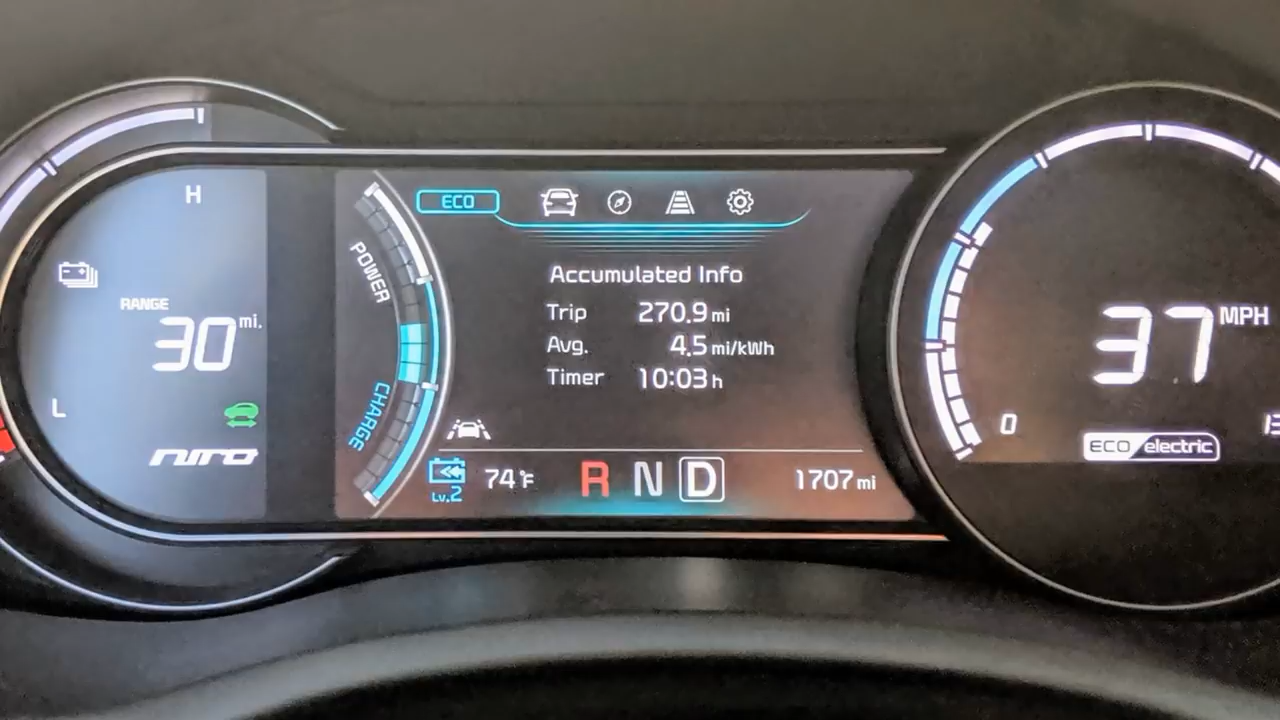 H
RANGE
30 mi.
L
niro
POWER
CHARGE
ECO
Accumulated Info
Trip 270.9 mi
Avg. 4.5 mi/kWh
Timer 10:03 h
Lv.2 74°F R N D 1707 mi
37 MPH
0
ECO electric